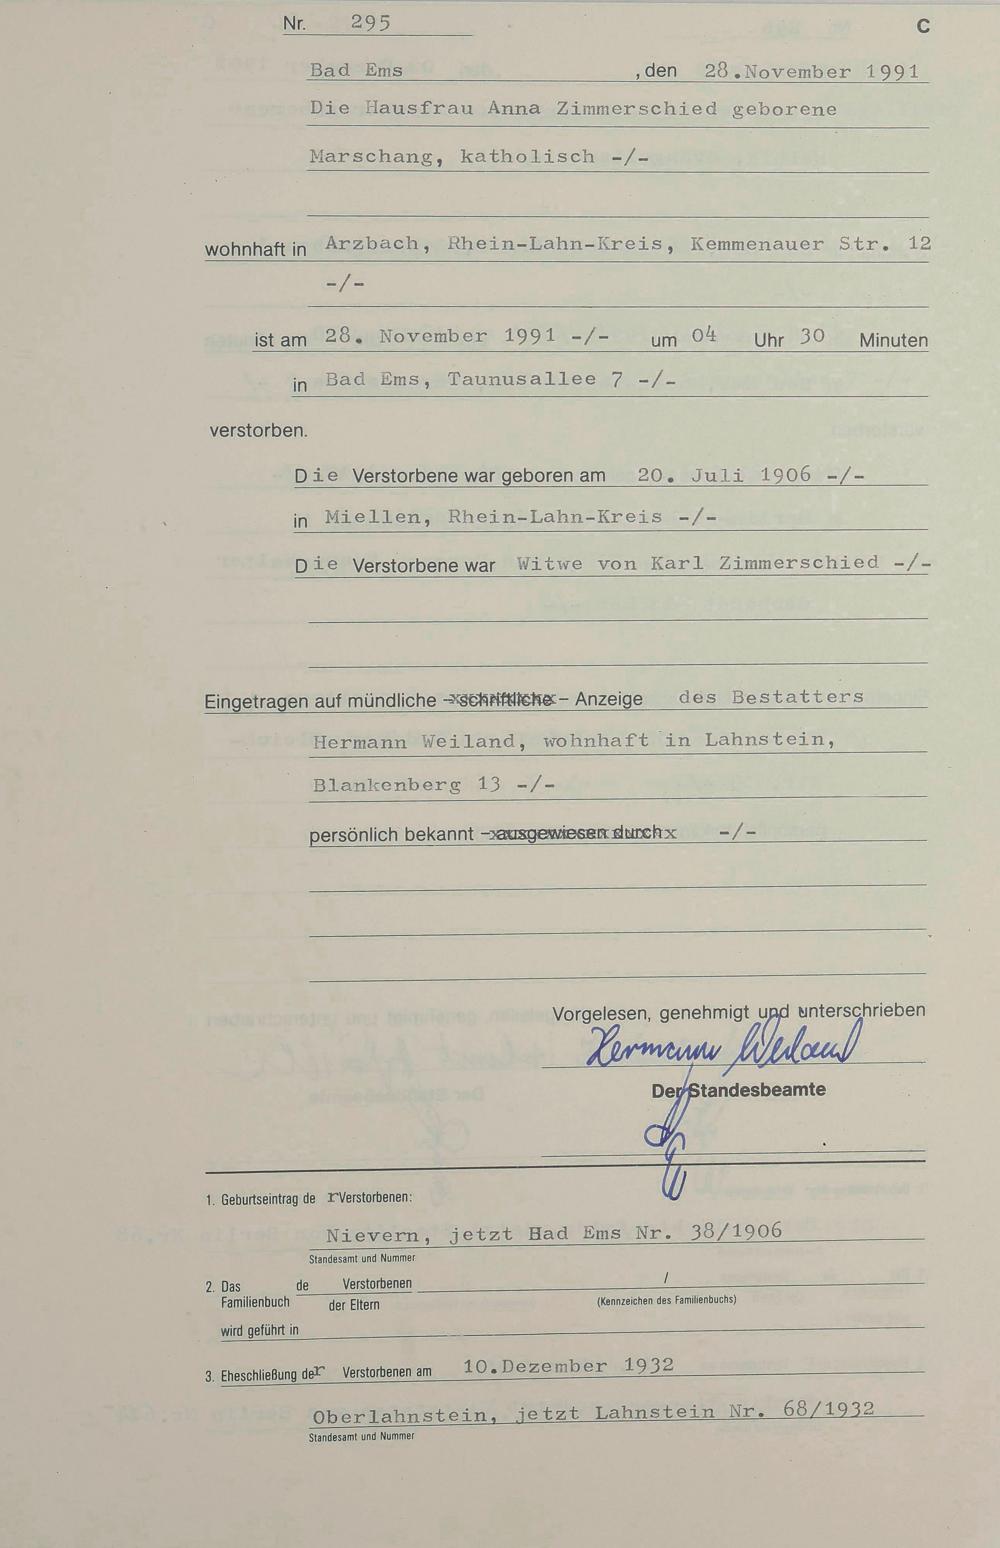 Nr. 295 C
Bad Ems , den 28.November 1991
Die Hausfrau Anna Zimmerschied geborene
Marschang, katholisch -/-
wohnhaft in Arzbach, Rhein-Lahn-Kreis, Kemmenauer Str. 12
-/-
ist am 28. November 1991 -/- um 04 Uhr 30 Minuten
in Bad Ems, Taunusallee 7 -/-
verstorben.
Die Verstorbene war geboren am 20. Juli 1906 -/-
in Miellen, Rhein-Lahn-Kreis -/-
Die Verstorbene war Witwe von Karl Zimmerschied -/-
Eingetragen auf mündliche – schriftliche – Anzeige des Bestatters
Hermann Weiland, wohnhaft in Lahnstein,
Blankenberg 13 -/-
persönlich bekannt – ausgewiesen durch -/-
Vorgelesen, genehmigt und unterschrieben
Hermann Weiland
Der Standesbeamte
1. Geburtseintrag de r Verstorbenen:
Nievern, jetzt Bad Ems Nr. 38/1906
Standesamt und Nummer
2. Das de Verstorbenen /
Familienbuch der Eltern (Kennzeichen des Familienbuchs)
wird geführt in
3. Eheschließung der Verstorbenen am 10.Dezember 1932
Oberlahnstein, jetzt Lahnstein Nr. 68/1932
Standesamt und Nummer